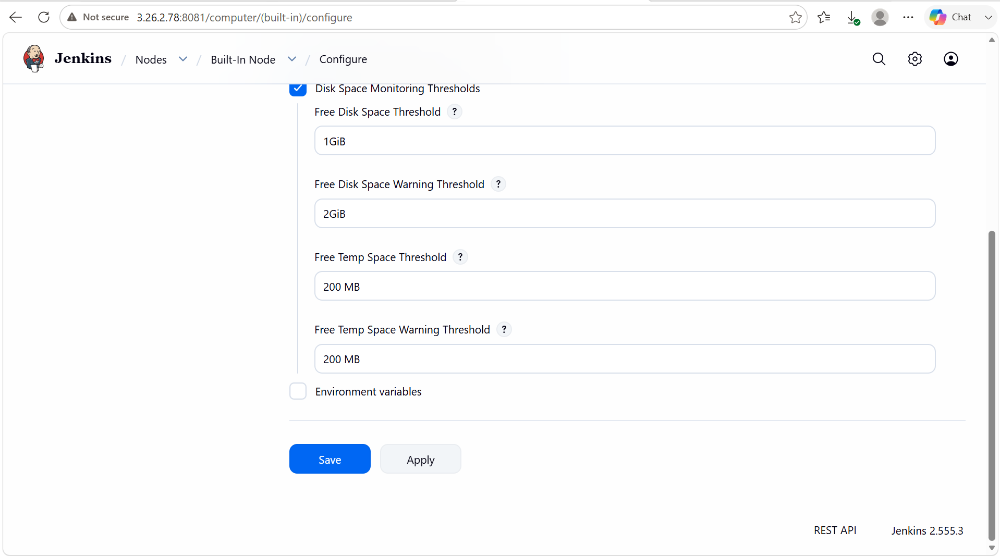 Not secure 3.26.2.78:8081/computer/(built-in)/configure
Chat
Jenkins / Nodes / Built-In Node / Configure
Disk Space Monitoring Thresholds
Free Disk Space Threshold ?
1GiB
Free Disk Space Warning Threshold ?
2GiB
Free Temp Space Threshold ?
200 MB
Free Temp Space Warning Threshold ?
200 MB
Environment variables
Save Apply
REST API Jenkins 2.555.3